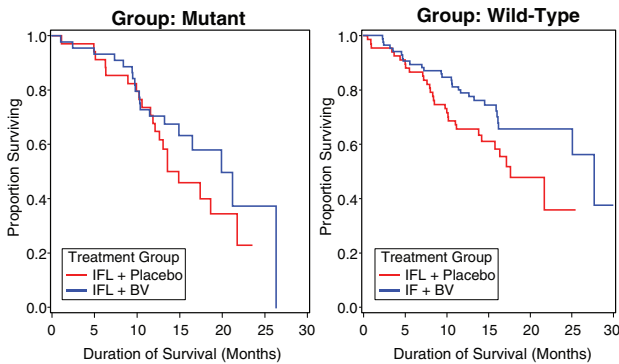 Group: Mutant
Proportion Surviving
1.0
0.8
0.6
0.4
0.2
0.0
Treatment Group
IFL + Placebo
IFL + BV
0 5 10 15 20 25 30
Duration of Survival (Months)
Group: Wild-Type
Proportion Surviving
1.0
0.8
0.6
0.4
0.2
0.0
Treatment Group
IFL + Placebo
IF + BV
0 5 10 15 20 25 30
Duration of Survival (Months)